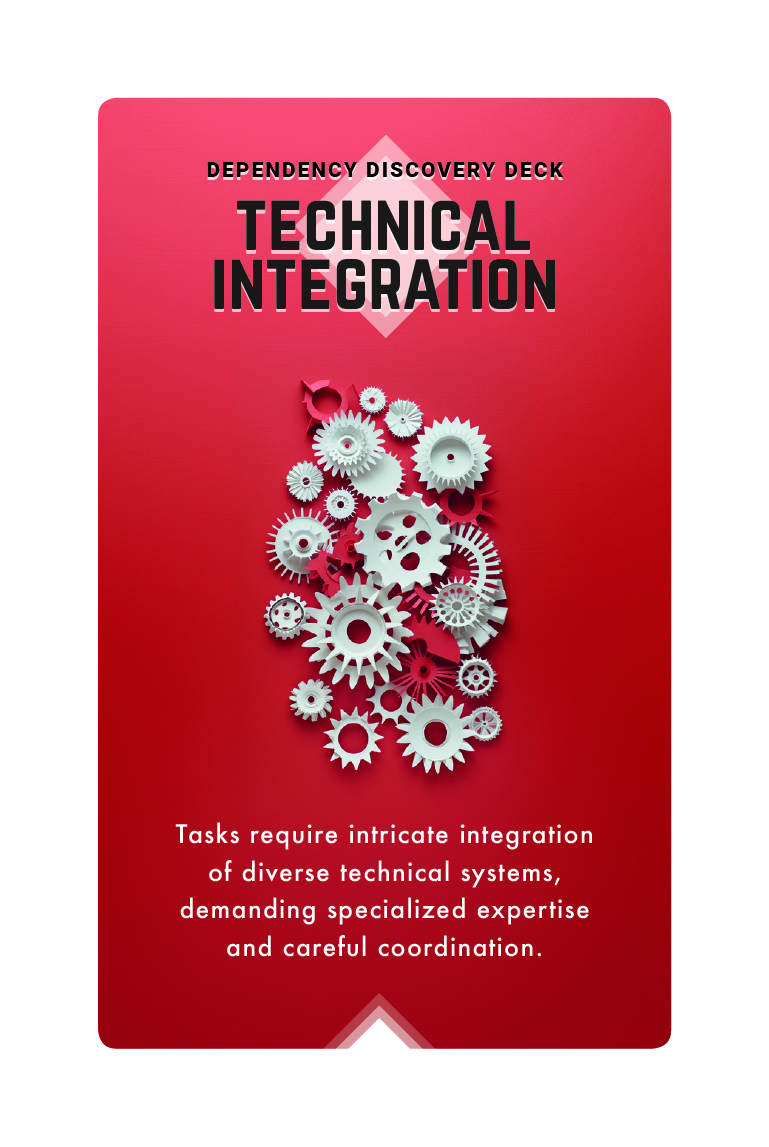 DEPENDENCY DISCOVERY DECK
TECHNICAL
INTEGRATION
Tasks require intricate integration
of diverse technical systems,
demanding specialized expertise
and careful coordination.